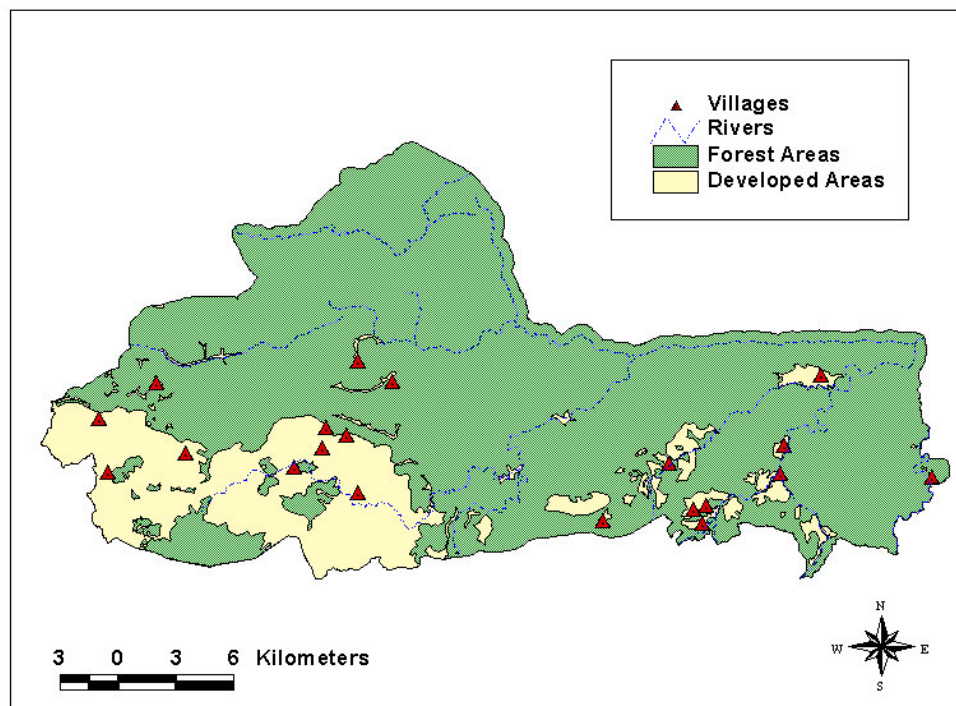 Villages
Rivers
Forest Areas
Developed Areas
3 0 3 6 Kilometers
N
W E
S